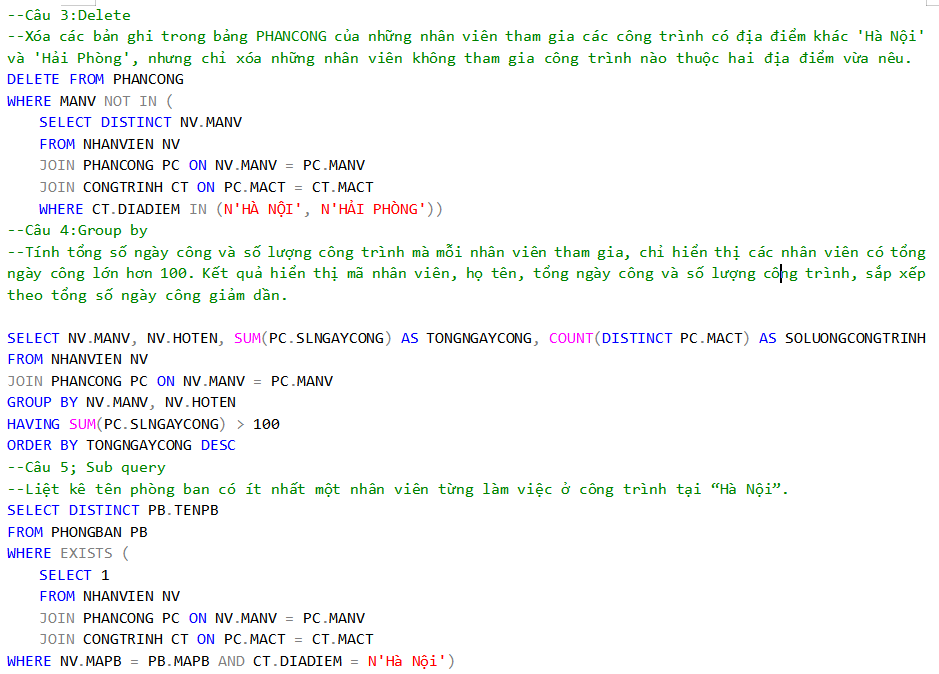 --Câu 3:Delete
--Xóa các bản ghi trong bảng PHANCONG của những nhân viên tham gia các công trình có địa điểm khác 'Hà Nội'
và 'Hải Phòng', nhưng chỉ xóa những nhân viên không tham gia công trình nào thuộc hai địa điểm vừa nêu.
DELETE FROM PHANCONG
WHERE MANV NOT IN (
    SELECT DISTINCT NV.MANV
    FROM NHANVIEN NV
    JOIN PHANCONG PC ON NV.MANV = PC.MANV
    JOIN CONGTRINH CT ON PC.MACT = CT.MACT
    WHERE CT.DIADIEM IN (N'HÀ NỘI', N'HẢI PHÒNG'))
--Câu 4:Group by
--Tính tổng số ngày công và số lượng công trình mà mỗi nhân viên tham gia, chỉ hiển thị các nhân viên có tổng
ngày công lớn hơn 100. Kết quả hiển thị mã nhân viên, họ tên, tổng ngày công và số lượng công trình, sắp xếp
theo tổng số ngày công giảm dần.
SELECT NV.MANV, NV.HOTEN, SUM(PC.SLNGAYCONG) AS TONGNGAYCONG, COUNT(DISTINCT PC.MACT) AS SOLUONGCONGTRINH
FROM NHANVIEN NV
JOIN PHANCONG PC ON NV.MANV = PC.MANV
GROUP BY NV.MANV, NV.HOTEN
HAVING SUM(PC.SLNGAYCONG) > 100
ORDER BY TONGNGAYCONG DESC
--Câu 5; Sub query
--Liệt kê tên phòng ban có ít nhất một nhân viên từng làm việc ở công trình tại “Hà Nội”.
SELECT DISTINCT PB.TENPB
FROM PHONGBAN PB
WHERE EXISTS (
    SELECT 1
    FROM NHANVIEN NV
    JOIN PHANCONG PC ON NV.MANV = PC.MANV
    JOIN CONGTRINH CT ON PC.MACT = CT.MACT
WHERE NV.MAPB = PB.MAPB AND CT.DIADIEM = N'Hà Nội')